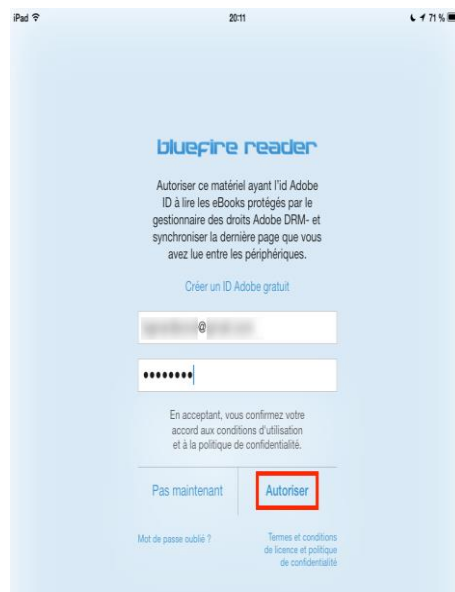 iPad 20:11 71 %
bluefire reader
Autoriser ce matériel ayant l'id Adobe
ID à lire les eBooks protégés par le
gestionnaire des droits Adobe DRM- et
synchroniser la dernière page que vous
avez lue entre les périphériques.
Créer un ID Adobe gratuit
@
••••••••
En acceptant, vous confirmez votre
accord aux conditions d'utilisation
et à la politique de confidentialité.
Pas maintenant Autoriser
Mot de passe oublié ? Termes et conditions
de licence et politique
de confidentialité